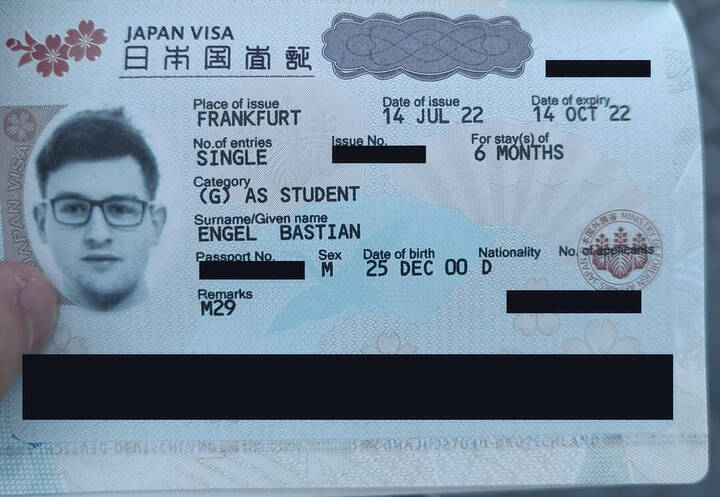 JAPAN VISA
日本国査証
Place of issue Date of issue Date of expiry
FRANKFURT 14 JUL 22 14 OCT 22
No.of entries Issue No. For stay(s) of
SINGLE 6 MONTHS
Category
(G) AS STUDENT
Surname/Given name
ENGEL BASTIAN
Passport No. Sex Date of birth Nationality No. of applicants
M 25 DEC 00 D
Remarks
M29
JAPAN VISA
MINISTRY OF FOREIGN AFFAIRS JAPAN